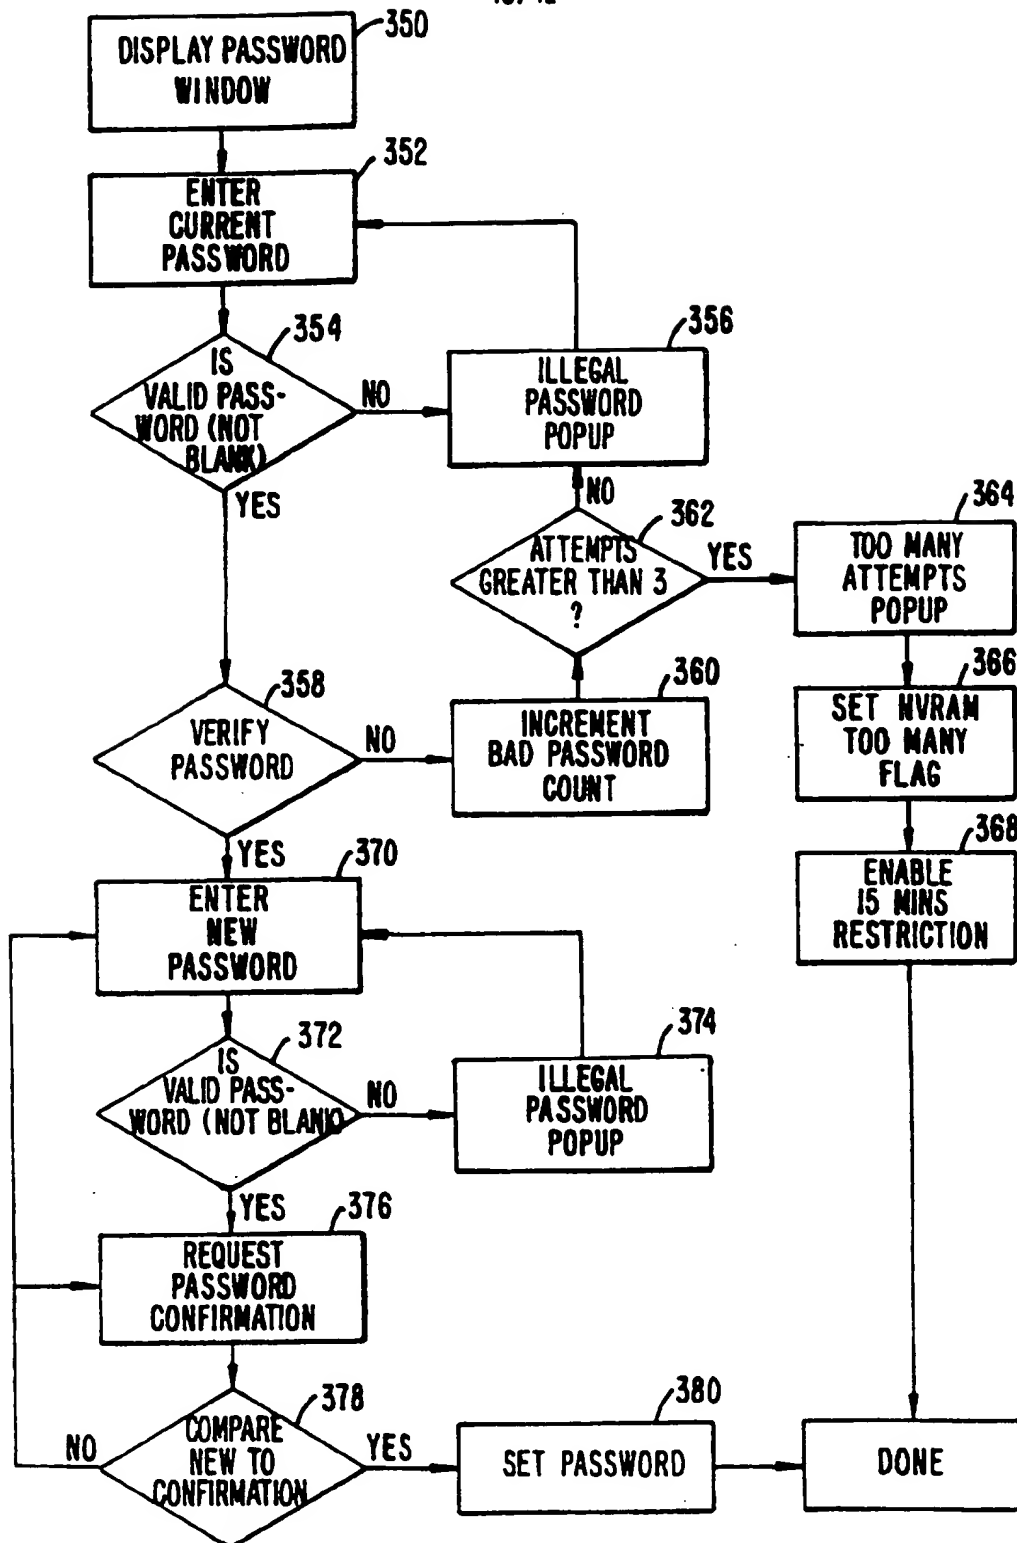 350
DISPLAY PASSWORD
WINDOW
352
ENTER
CURRENT
PASSWORD
354
IS
VALID PASS-
WORD (NOT
BLANK)
NO
YES
356
ILLEGAL
PASSWORD
POPUP
NO
362
ATTEMPTS
GREATER THAN 3
?
YES
364
TOO MANY
ATTEMPTS
POPUP
358
VERIFY
PASSWORD
NO
YES
360
INCREMENT
BAD PASSWORD
COUNT
366
SET NVRAM
TOO MANY
FLAG
368
ENABLE
15 MINS
RESTRICTION
370
ENTER
NEW
PASSWORD
372
IS
VALID PASS-
WORD (NOT BLANK)
NO
YES
374
ILLEGAL
PASSWORD
POPUP
376
REQUEST
PASSWORD
CONFIRMATION
378
COMPARE
NEW TO
CONFIRMATION
NO
YES
380
SET PASSWORD
DONE